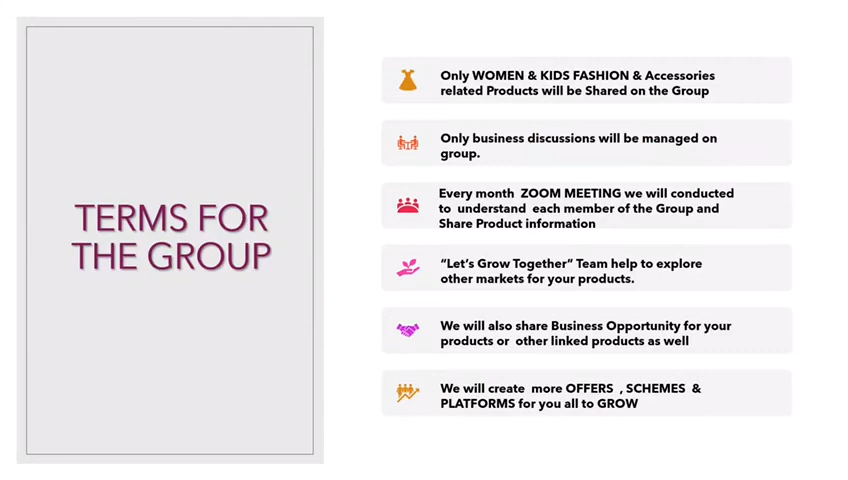 TERMS FOR
THE GROUP
Only WOMEN & KIDS FASHION & Accessories
related Products will be Shared on the Group
Only business discussions will be managed on
group.
Every month ZOOM MEETING we will conducted
to understand each member of the Group and
Share Product information
“Let’s Grow Together” Team help to explore
other markets for your products.
We will also share Business Opportunity for your
products or other linked products as well
We will create more OFFERS , SCHEMES &
PLATFORMS for you all to GROW